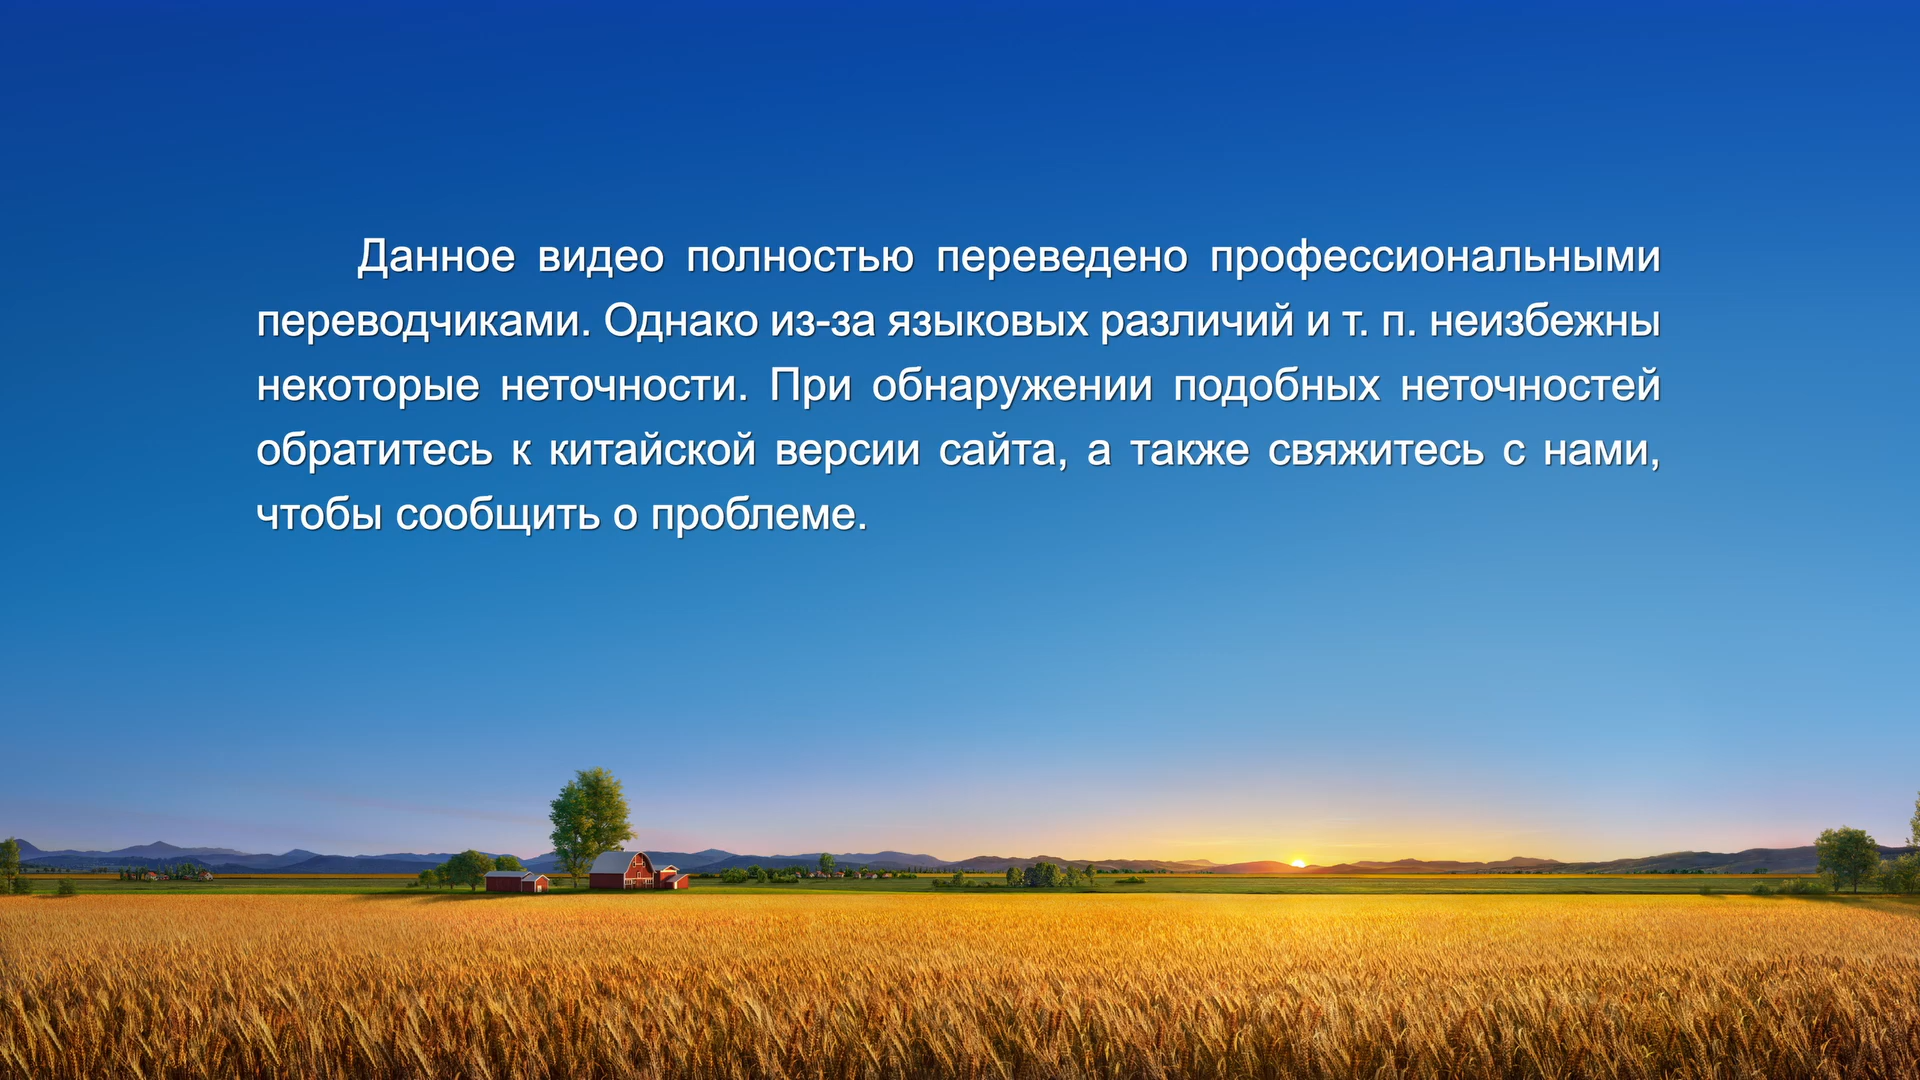 Данное видео полностью переведено профессиональными
переводчиками. Однако из-за языковых различий и т. п. неизбежны
некоторые неточности. При обнаружении подобных неточностей
обратитесь к китайской версии сайта, а также свяжитесь с нами,
чтобы сообщить о проблеме.